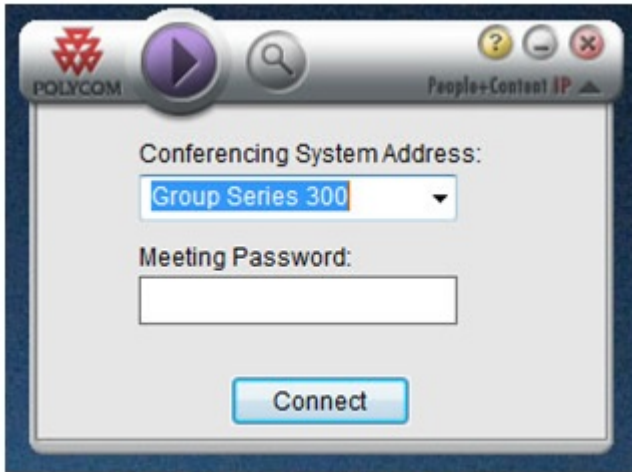 ?
POLYCOM
People+Content IP
Conferencing System Address:
Group Series 300
Meeting Password:
Connect